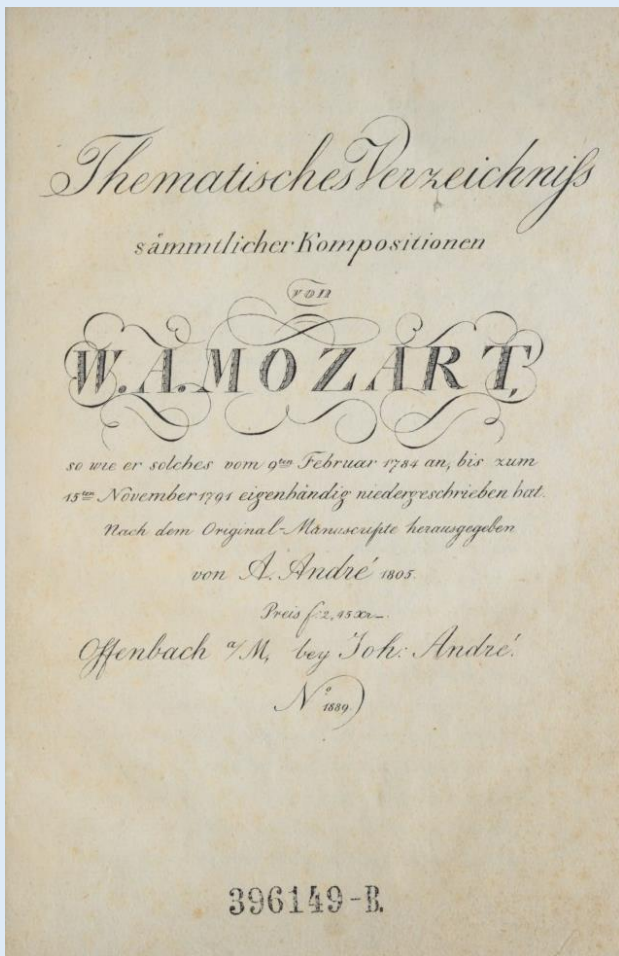 Thematisches Verzeichniſs
sämmtlicher Kompositionen
von
W. A. MOZART,
so wie er solches vom 9ten Februar 1784 an, bis zum
15ten November 1791 eigenhändig niedergeschrieben hat.
Nach dem Original-Manuscripte herausgegeben
von A. André 1805.
Preis f: 2, 45 Xr.
Offenbach a/M, bey Joh: André.
No 1889.
396149-B.